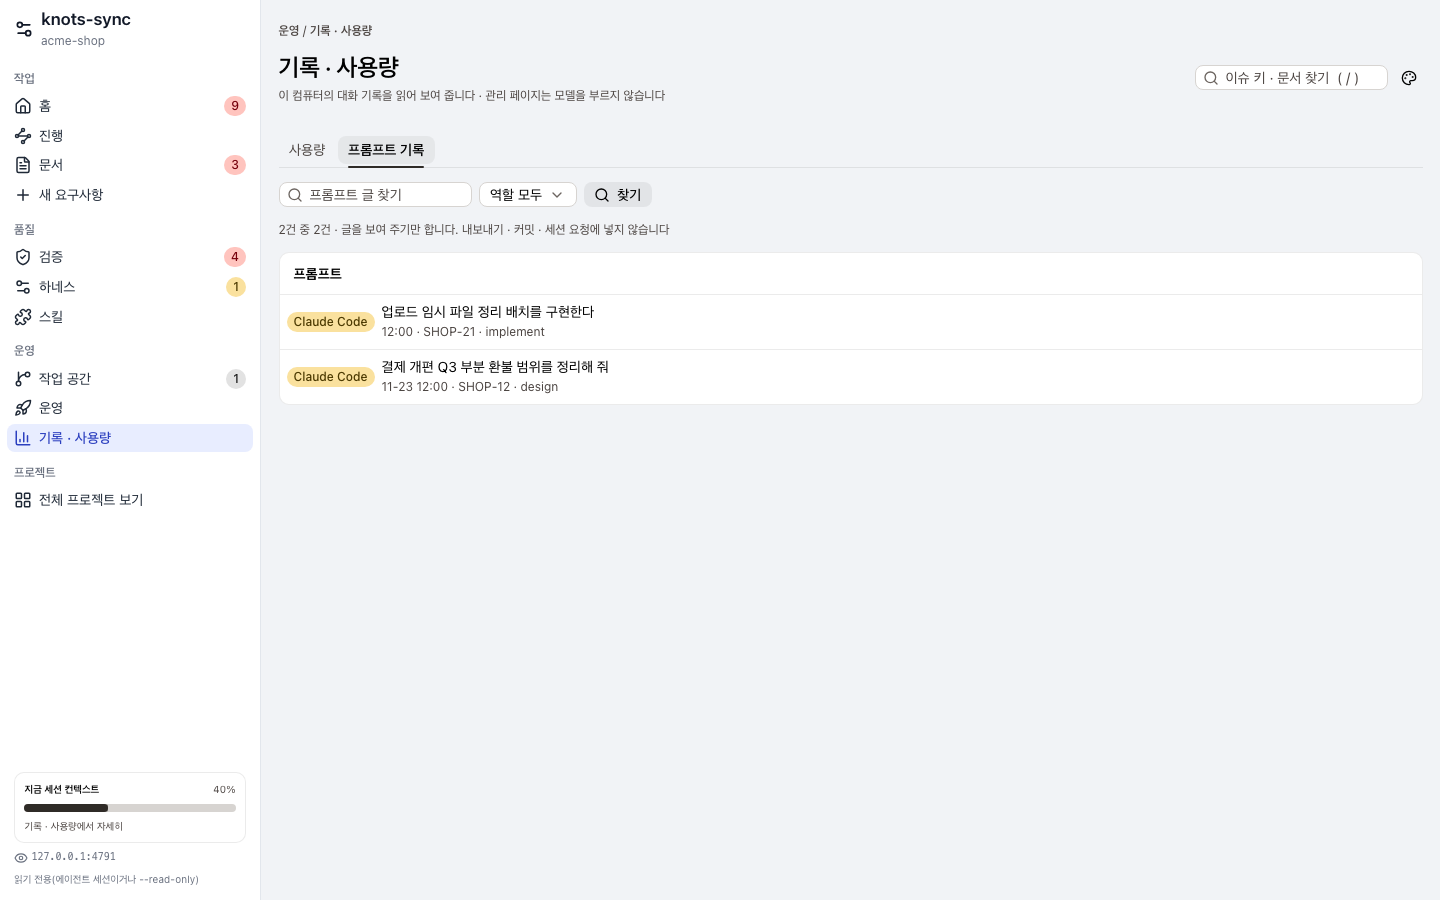 knots-sync
acme-shop
작업
홈 9
진행
문서 3
새 요구사항
품질
검증 4
하네스 1
스킬
운영
작업 공간 1
운영
기록 · 사용량
프로젝트
전체 프로젝트 보기
지금 세션 컨텍스트 40%
기록 · 사용량에서 자세히
127.0.0.1:4791
읽기 전용(에이전트 세션이거나 --read-only)
운영 / 기록 · 사용량
기록 · 사용량
이 컴퓨터의 대화 기록을 읽어 보여 줍니다 · 관리 페이지는 모델을 부르지 않습니다
이슈 키 · 문서 찾기 ( / )
사용량 프롬프트 기록
프롬프트 글 찾기 역할 모두 찾기
2건 중 2건 · 글을 보여 주기만 합니다. 내보내기 · 커밋 · 세션 요청에 넣지 않습니다
프롬프트
Claude Code 업로드 임시 파일 정리 배치를 구현한다
12:00 · SHOP-21 · implement
Claude Code 결제 개편 Q3 부분 환불 범위를 정리해 줘
11-23 12:00 · SHOP-12 · design